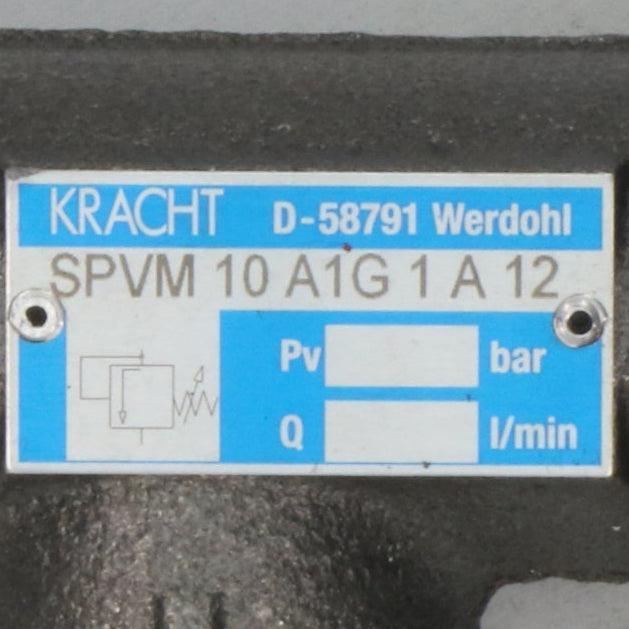 KRACHT D-58791 Werdohl
SPVM 10 A1G 1 A 12
Pv bar
Q l/min